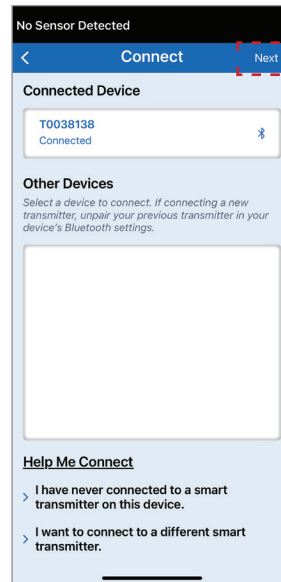 No Sensor Detected
Connect
Next
Connected Device
T0038138
Connected
Other Devices
Select a device to connect. If connecting a new
transmitter, unpair your previous transmitter in your
device's Bluetooth settings.
Help Me Connect
I have never connected to a smart
transmitter on this device.
I want to connect to a different smart
transmitter.